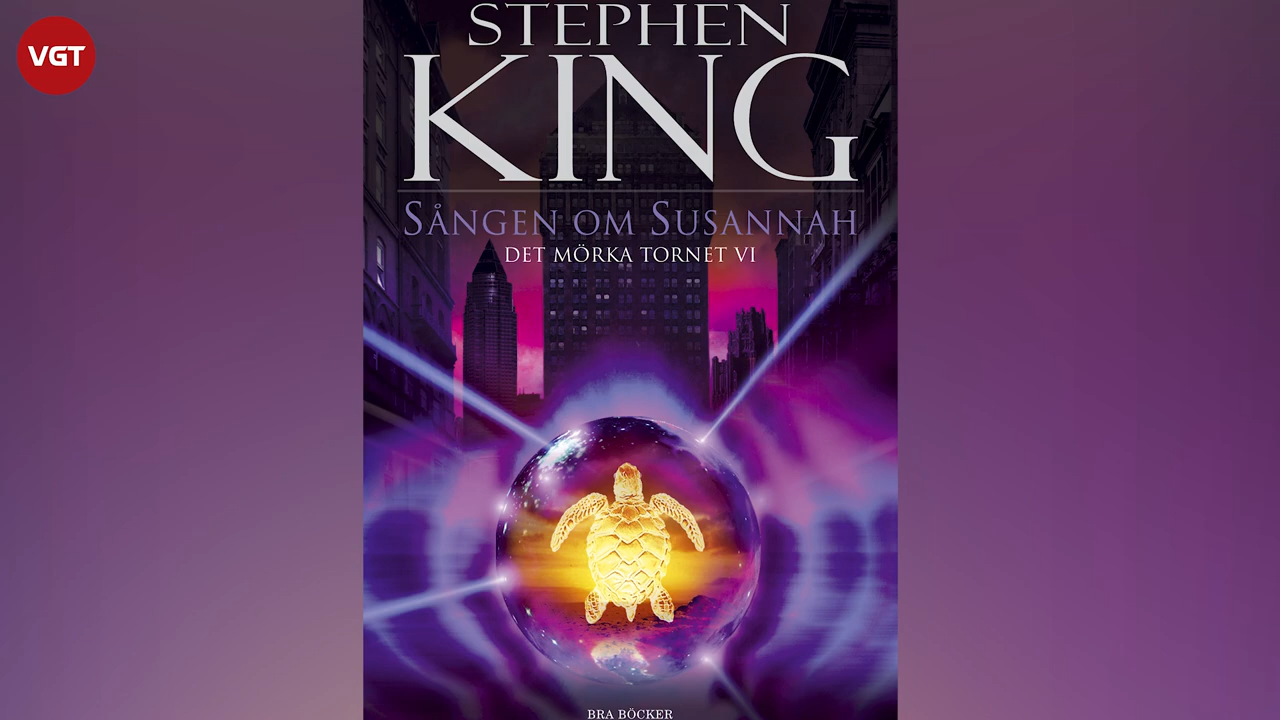 VGT
STEPHEN
KING
SÅNGEN OM SUSANNAH
DET MÖRKA TORNET VI
BRA BÖCKER